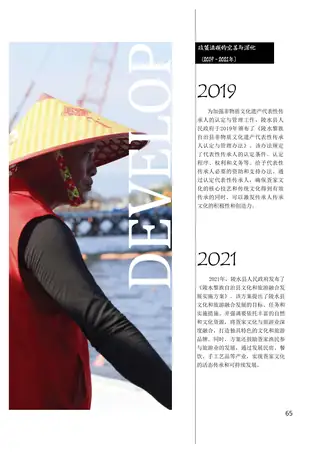 DEVELOP
政策法规的完善与深化
（2019-2021年）
2019
为加强非物质文化遗产代表性传
承人的认定与管理工作，陵水县人
民政府于2019年颁布了《陵水黎族
自治县非物质文化遗产代表性传承
人认定与管理办法》。该办法规定
了代表性传承人的认定条件、认定
程序、权利和义务等，给予代表性
传承人必要的资助和支持办法。通
过认定代表性传承人，确保疍家文
化的核心技艺和传统文化得到有效
传承的同时，可以激发传承人传承
文化的积极性和创造力。
2021
2021年，陵水县人民政府发布了
《陵水黎族自治县文化和旅游融合发
展实施方案》。该方案提出了陵水县
文化和旅游融合发展的目标、任务和
实施措施，并强调要依托丰富的自然
和文化资源，将疍家文化与旅游业深
度融合，打造独具特色的文化和旅游
品牌。同时，方案还鼓励疍家渔民参
与旅游业的发展，通过发展民宿、餐
饮、手工艺品等产业，实现疍家文化
的活态传承和可持续发展。
65